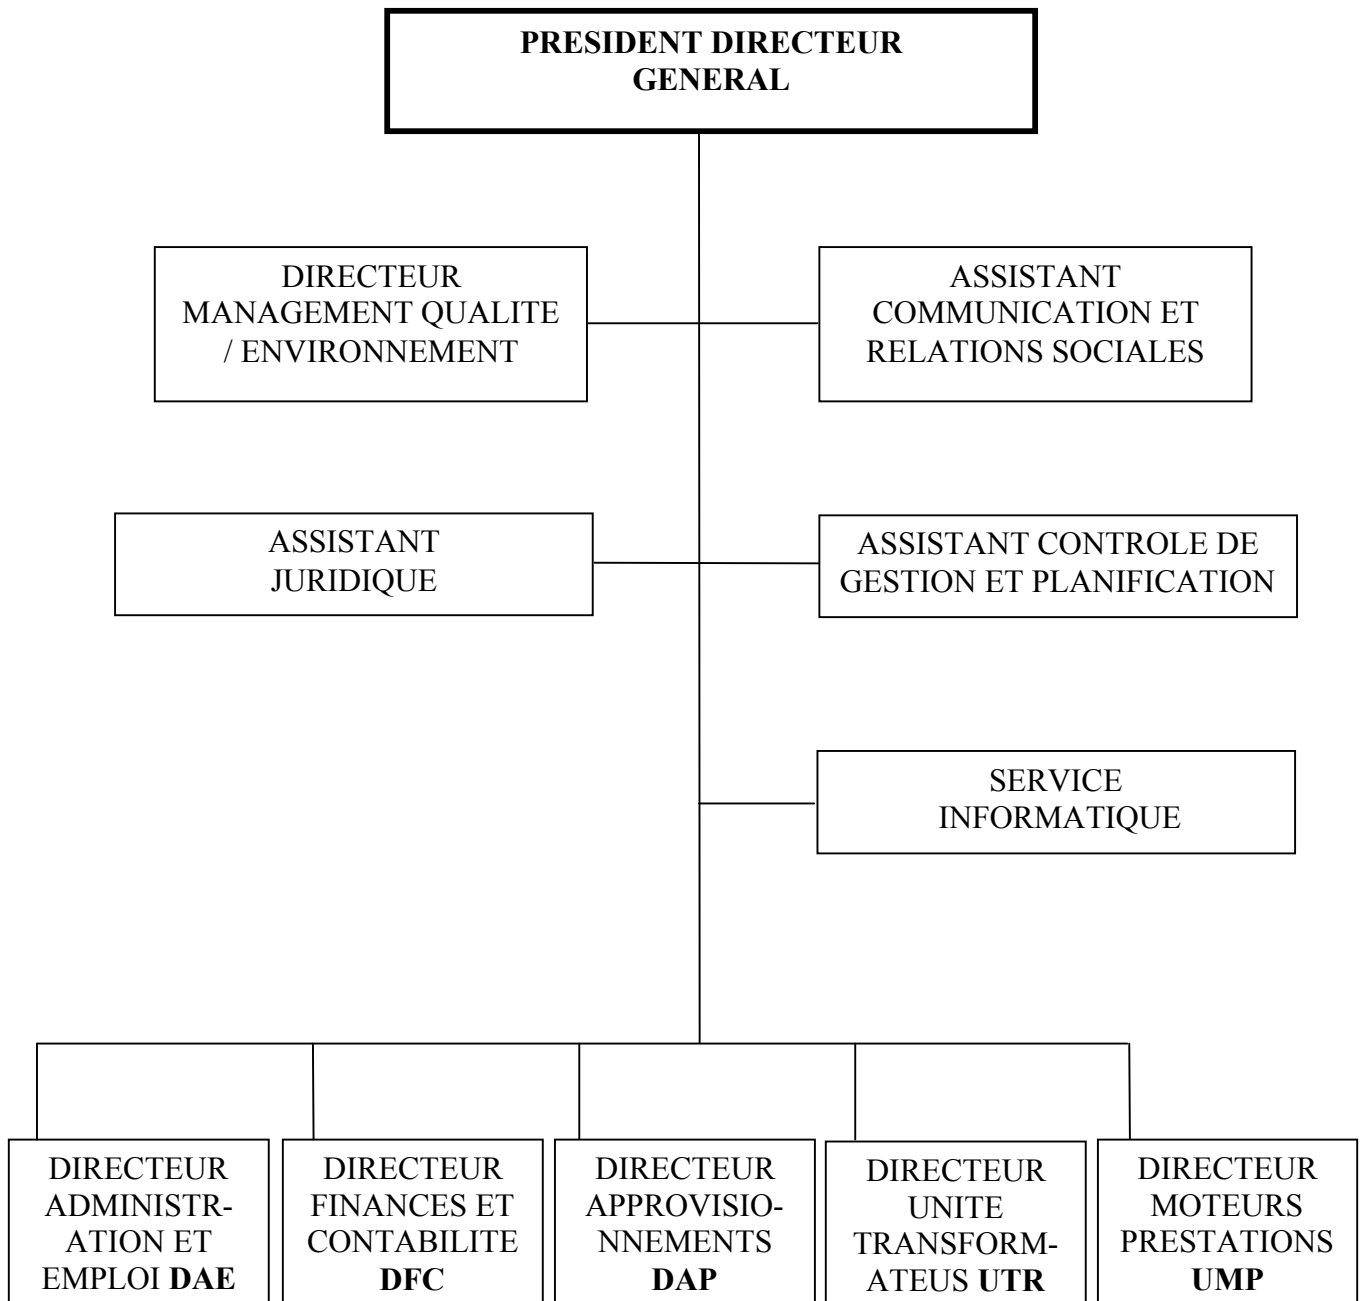 PRESIDENT DIRECTEUR
GENERAL
DIRECTEUR
MANAGEMENT QUALITE
/ ENVIRONNEMENT
ASSISTANT
COMMUNICATION ET
RELATIONS SOCIALES
ASSISTANT
JURIDIQUE
ASSISTANT CONTROLE DE
GESTION ET PLANIFICATION
SERVICE
INFORMATIQUE
DIRECTEUR
ADMINISTR-
ATION ET
EMPLOI DAE
DIRECTEUR
FINANCES ET
CONTABILITE
DFC
DIRECTEUR
APPROVISIO-
NNEMENTS
DAP
DIRECTEUR
UNITE
TRANSFORM-
ATEUS UTR
DIRECTEUR
MOTEURS
PRESTATIONS
UMP